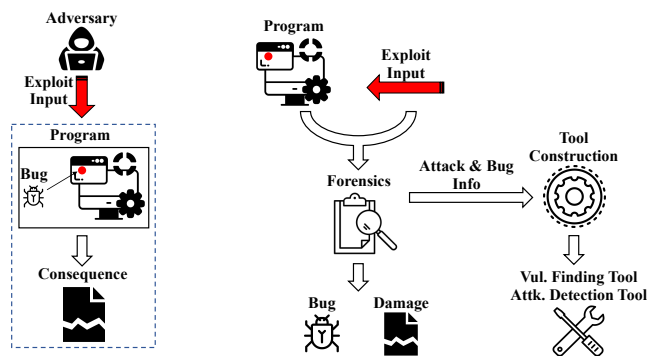 Adversary
Exploit
Input
Program
Bug
Consequence
Program
Exploit
Input
Forensics
Attack & Bug
Info
Tool
Construction
Bug
Damage
Vul. Finding Tool
Attk. Detection Tool